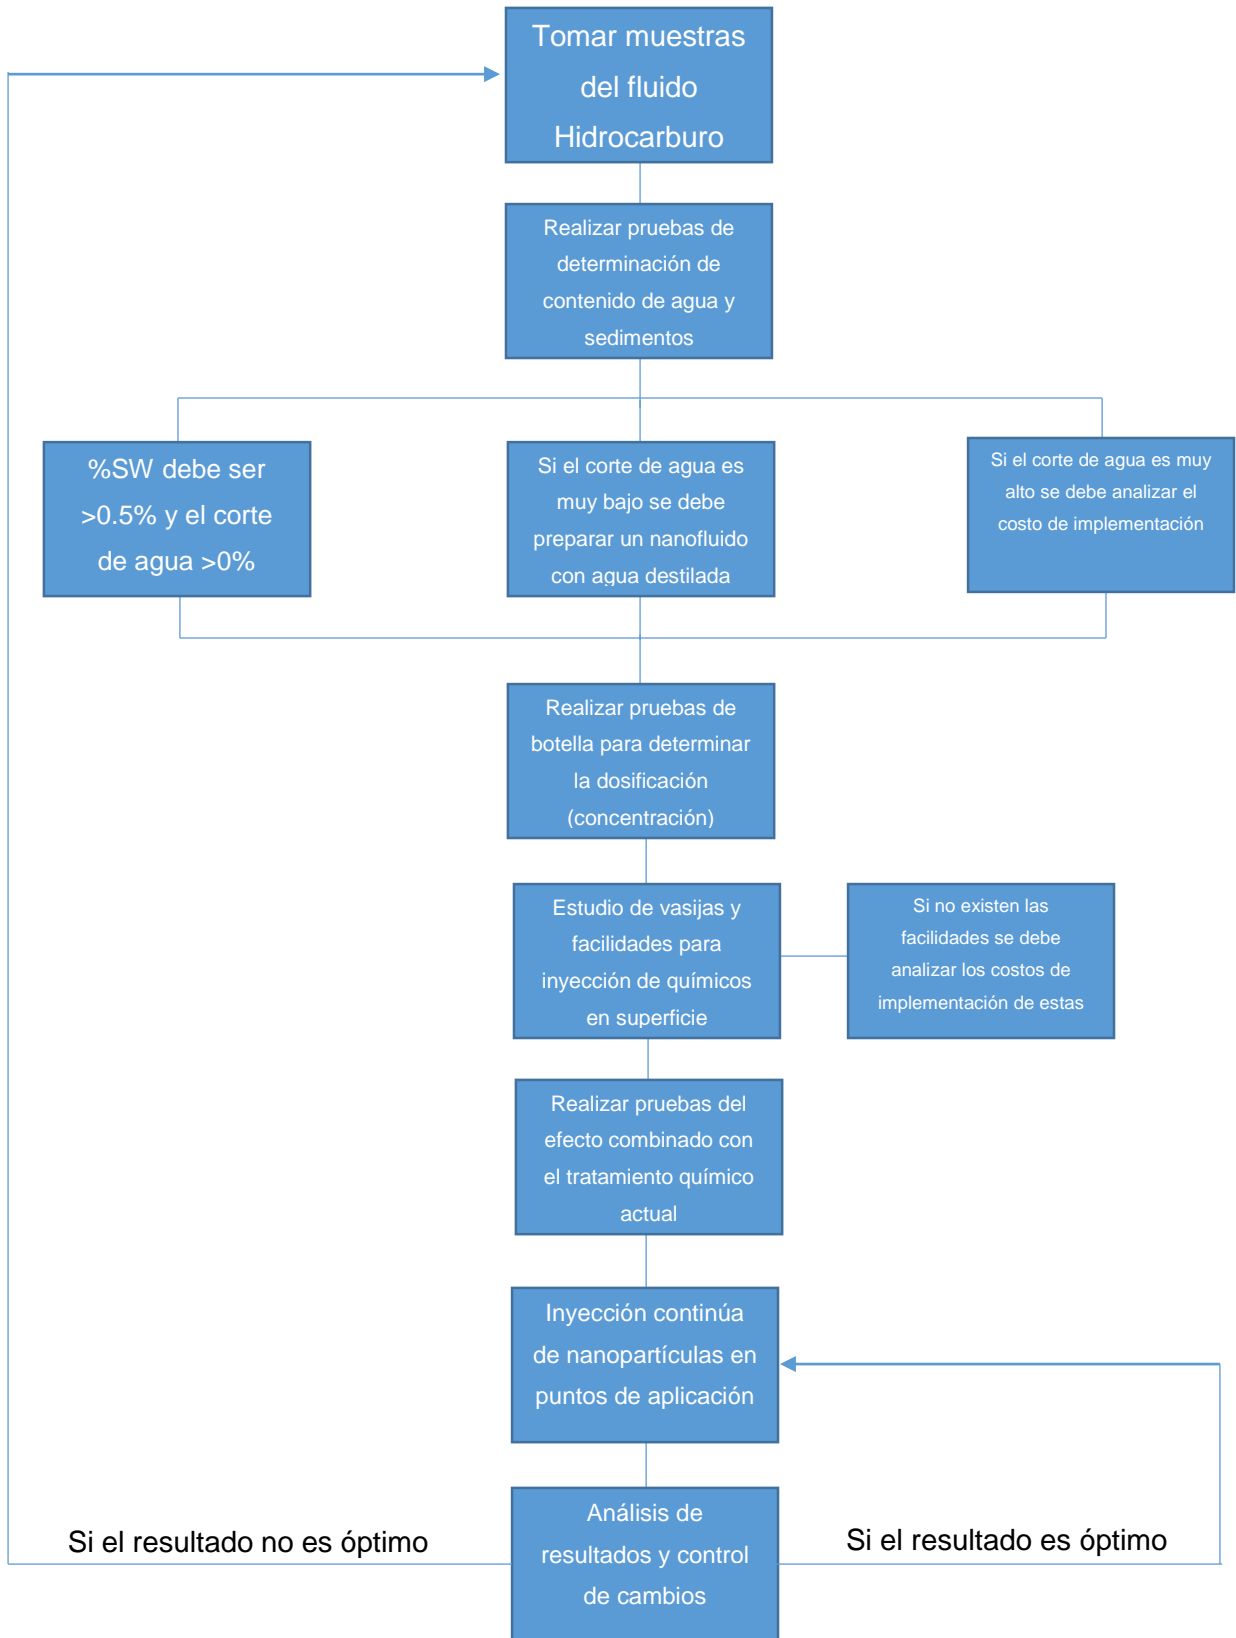 Tomar muestras
del fluido
Hidrocarburo
Realizar pruebas de
determinación de
contenido de agua y
sedimentos
%SW debe ser
>0.5% y el corte
de agua >0%
Si el corte de agua es
muy bajo se debe
preparar un nanofluido
con agua destilada
Si el corte de agua es muy
alto se debe analizar el
costo de implementación
Realizar pruebas de
botella para determinar
la dosificación
(concentración)
Estudio de vasijas y
facilidades para
inyección de químicos
en superficie
Si no existen las
facilidades se debe
analizar los costos de
implementación de estas
Realizar pruebas del
efecto combinado con
el tratamiento químico
actual
Inyección continúa
de nanopartículas en
puntos de aplicación
Análisis de
resultados y control
de cambios
Si el resultado no es óptimo
Si el resultado es óptimo